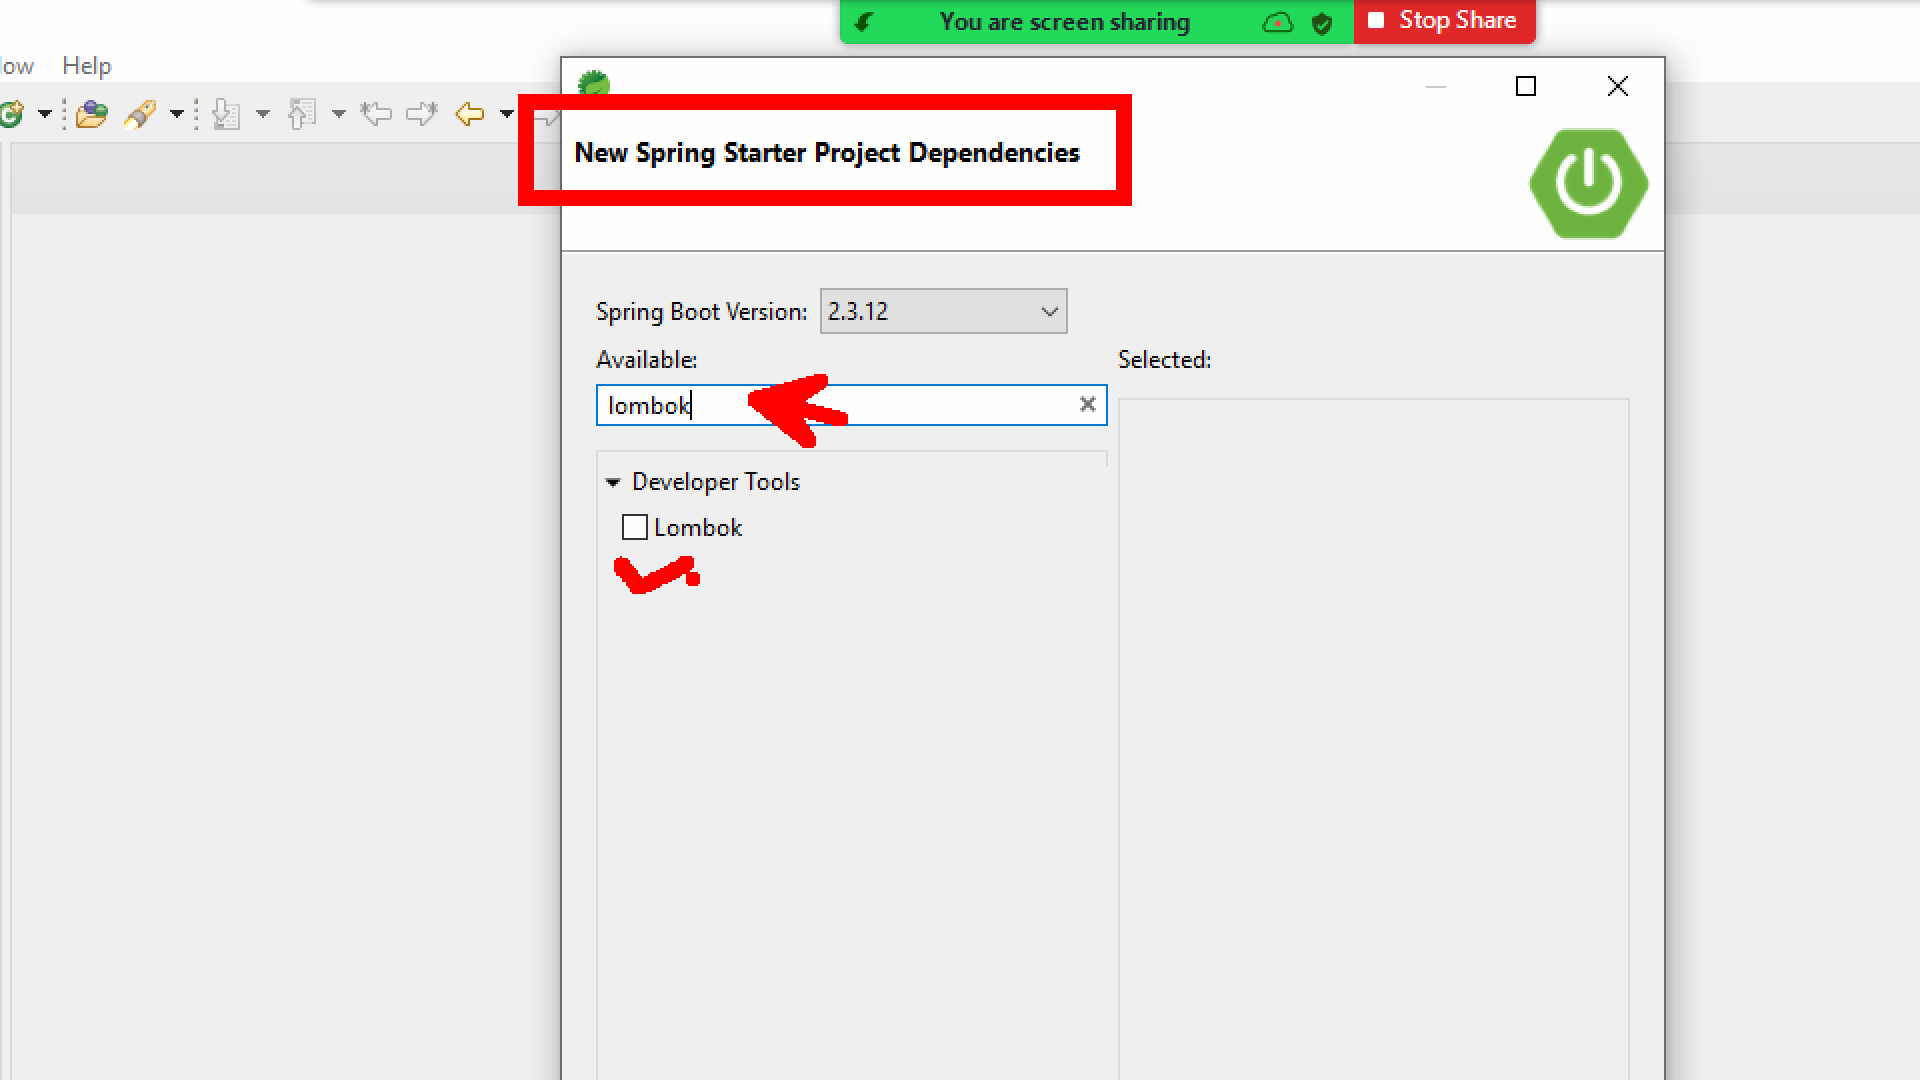 You are screen sharing
Stop Share
Help
New Spring Starter Project Dependencies
Spring Boot Version: 2.3.12
Available:
Selected:
lombok
Developer Tools
Lombok